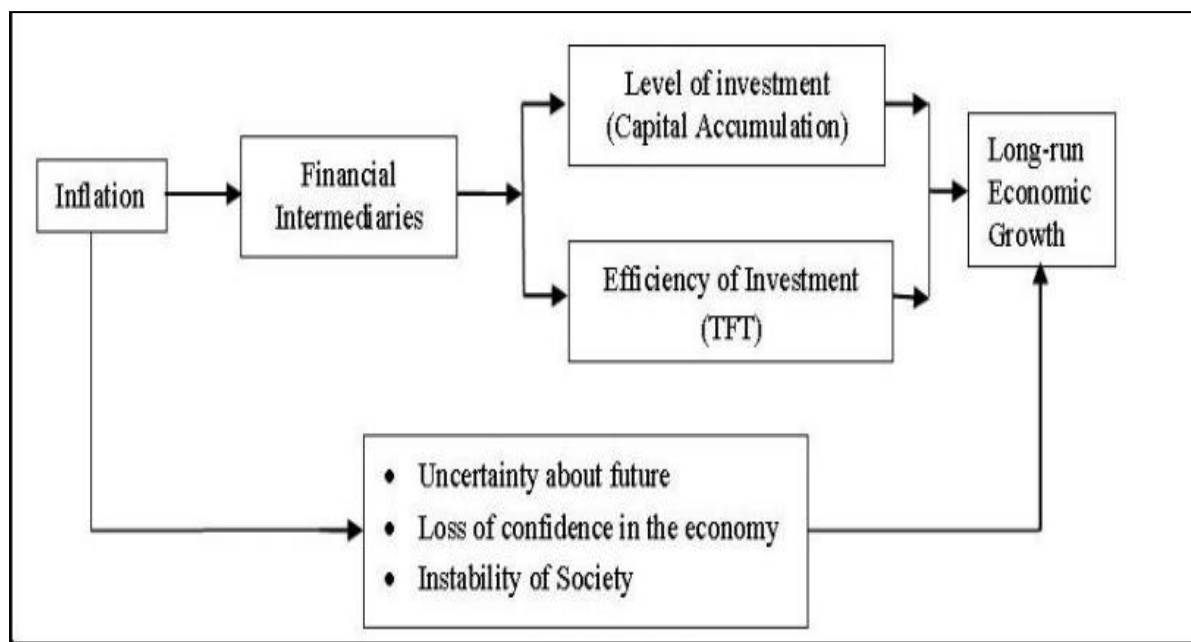 Level of investment
(Capital Accumulation)
Inflation
Financial
Intermediaries
Long-run
Economic
Growth
Efficiency of Investment
(TFT)
• Uncertainty about future
• Loss of confidence in the economy
• Instability of Society